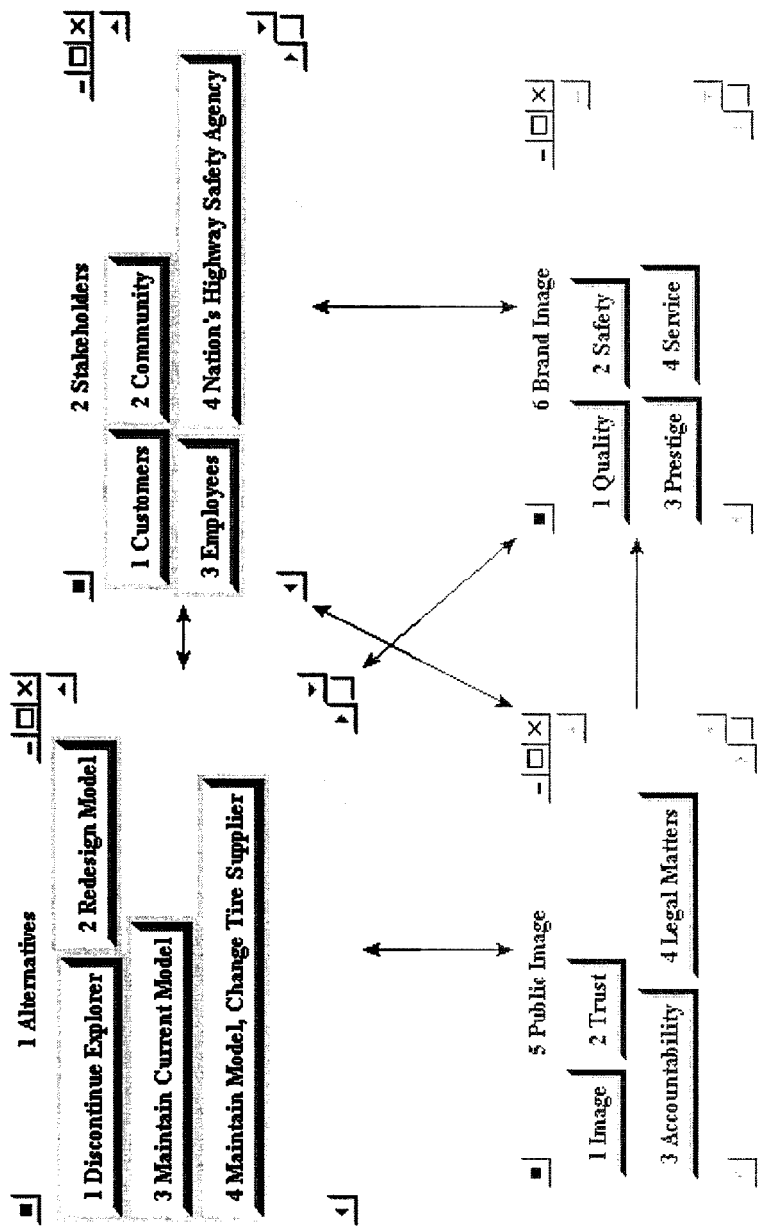 1 Alternatives
1 Discontinue Explorer
2 Redesign Model
3 Maintain Current Model
4 Maintain Model, Change Tire Supplier
2 Stakeholders
1 Customers
2 Community
3 Employees
4 Nation's Highway Safety Agency
5 Public Image
1 Image
2 Trust
3 Accountability
4 Legal Matters
6 Brand Image
1 Quality
2 Safety
3 Prestige
4 Service